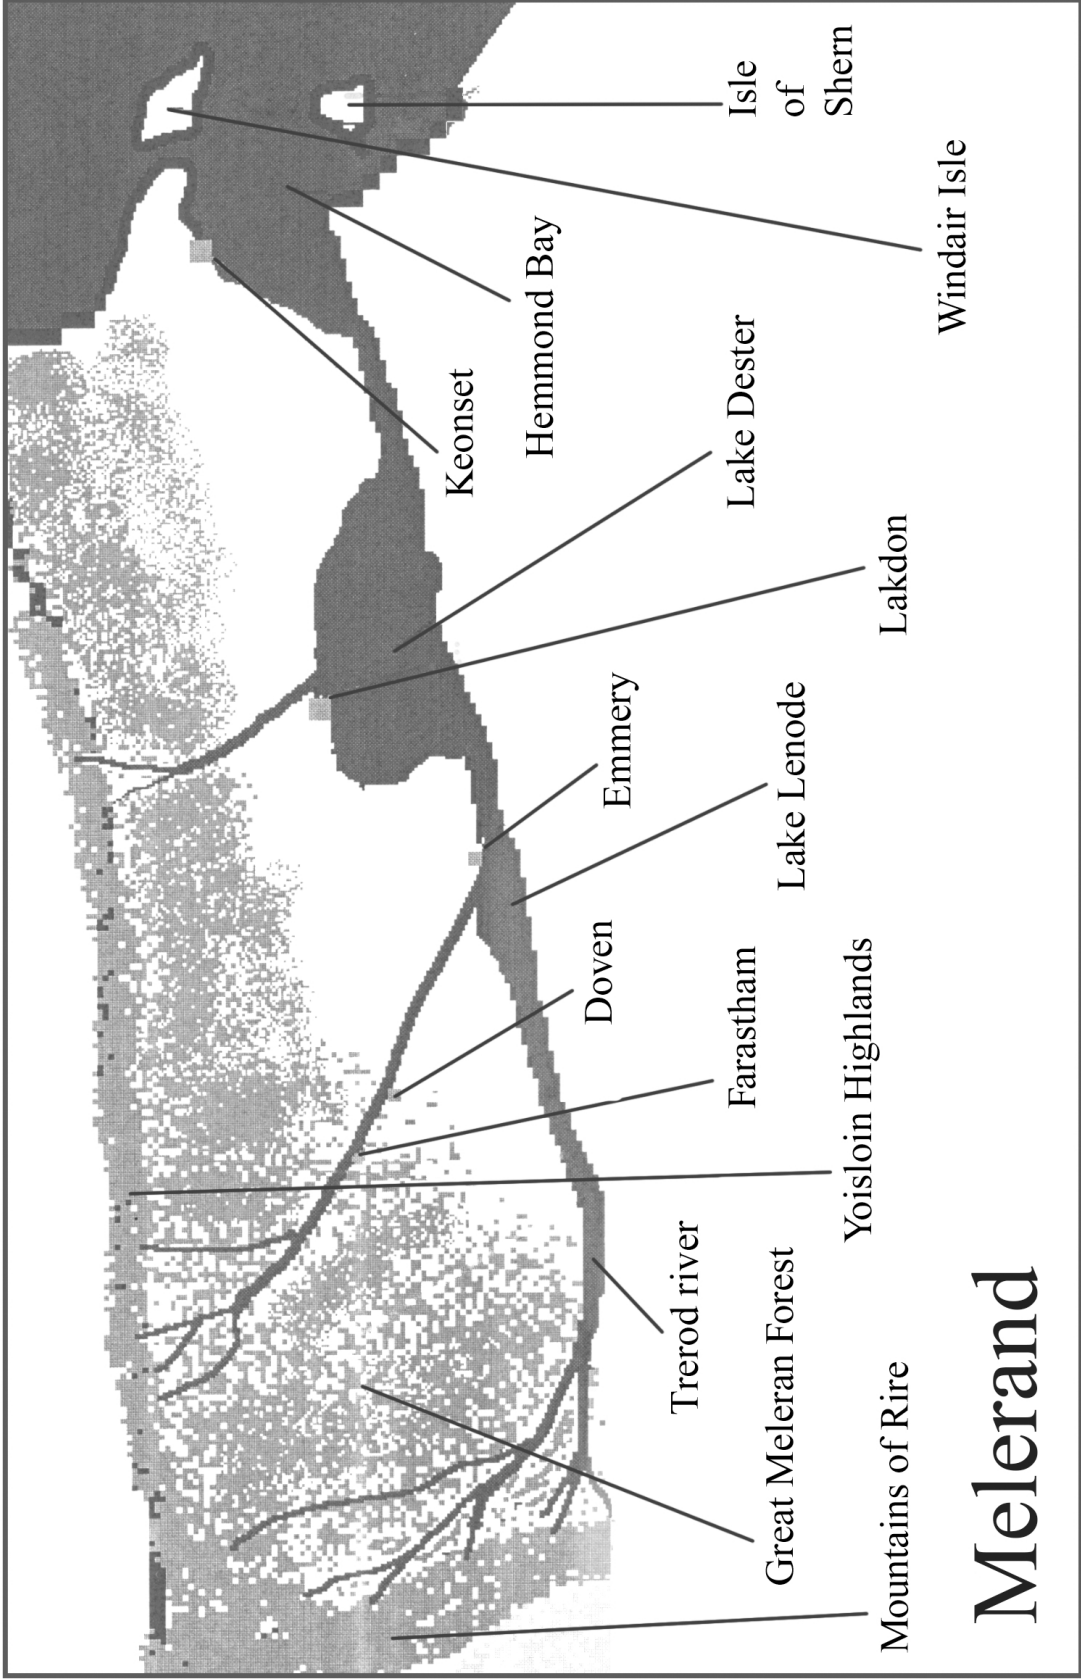 Isle
of
Shern
Windair Isle
Hemmond Bay
Keonset
Lake Dester
Lakdon
Emmery
Lake Lenode
Doven
Farastham
Yoisloin Highlands
Trerod river
Great Meleran Forest
Mountains of Rire
Melerand